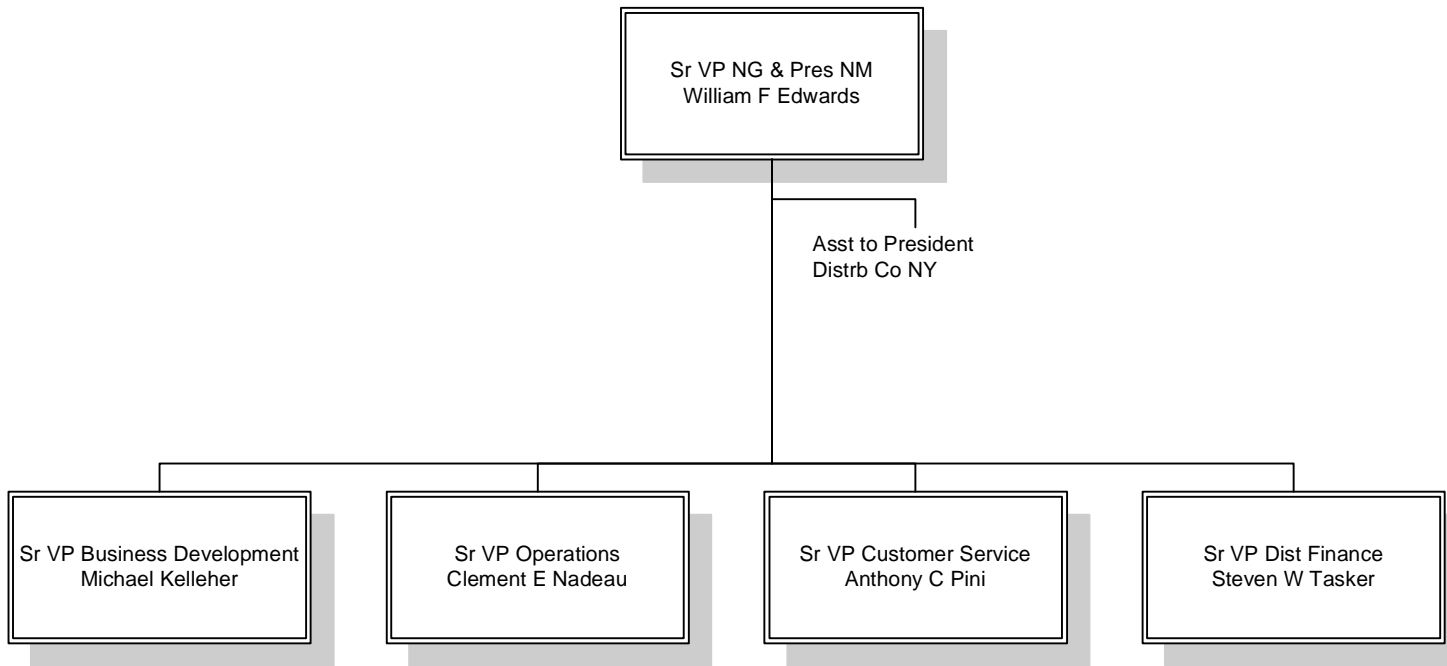 Sr VP NG & Pres NM
William F Edwards
Asst to President
Distrb Co NY
Sr VP Business Development
Michael Kelleher
Sr VP Operations
Clement E Nadeau
Sr VP Customer Service
Anthony C Pini
Sr VP Dist Finance
Steven W Tasker